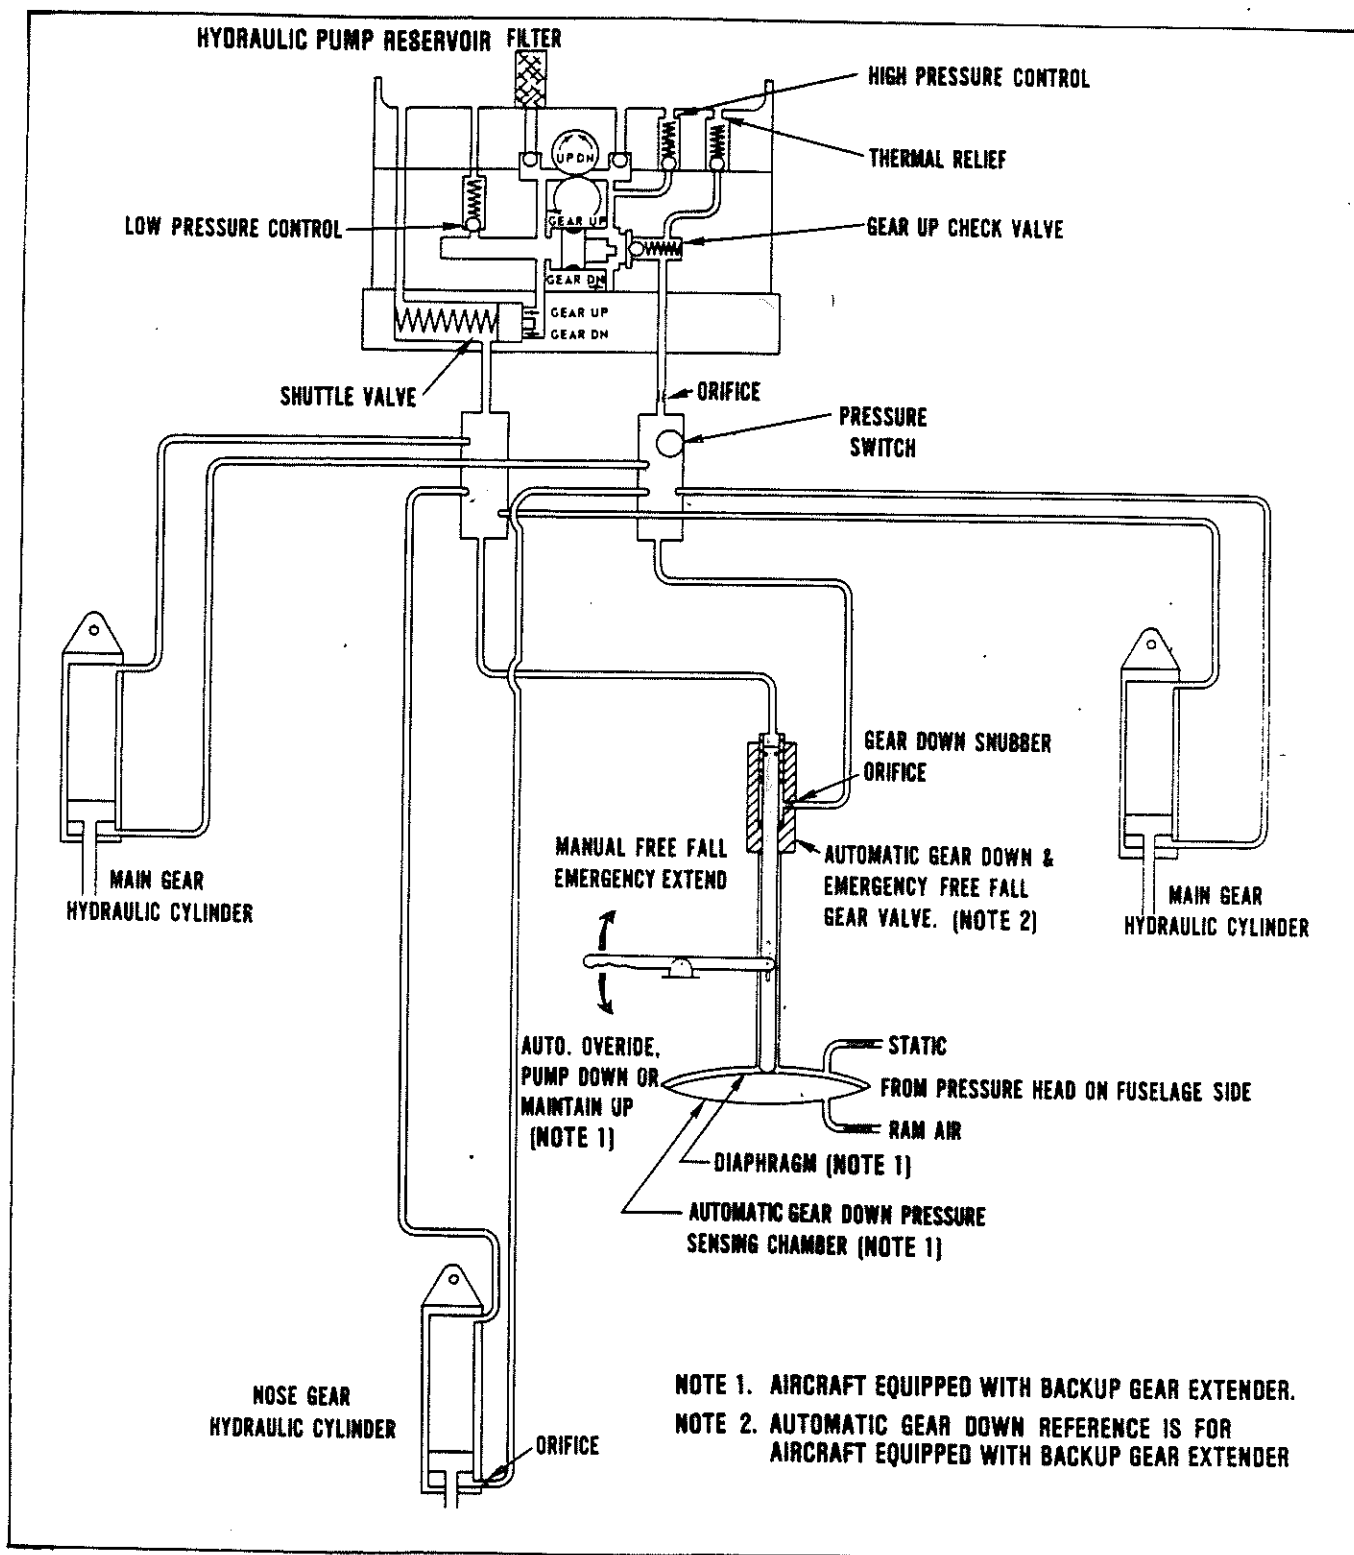 HYDRAULIC PUMP RESERVOIR FILTER
HIGH PRESSURE CONTROL
THERMAL RELIEF
UP DN
LOW PRESSURE CONTROL
GEAR UP
GEAR UP CHECK VALVE
GEAR DN
GEAR UP
GEAR DN
SHUTTLE VALVE
ORIFICE
PRESSURE
SWITCH
GEAR DOWN SNUBBER
ORIFICE
MANUAL FREE FALL
EMERGENCY EXTEND
AUTOMATIC GEAR DOWN &
EMERGENCY FREE FALL
GEAR VALVE. (NOTE 2)
MAIN GEAR
HYDRAULIC CYLINDER
MAIN GEAR
HYDRAULIC CYLINDER
AUTO. OVERIDE,
PUMP DOWN OR
MAINTAIN UP
(NOTE 1)
STATIC
FROM PRESSURE HEAD ON FUSELAGE SIDE
RAM AIR
DIAPHRAGM (NOTE 1)
AUTOMATIC GEAR DOWN PRESSURE
SENSING CHAMBER (NOTE 1)
NOSE GEAR
HYDRAULIC CYLINDER
ORIFICE
NOTE 1. AIRCRAFT EQUIPPED WITH BACKUP GEAR EXTENDER.
NOTE 2. AUTOMATIC GEAR DOWN REFERENCE IS FOR
AIRCRAFT EQUIPPED WITH BACKUP GEAR EXTENDER